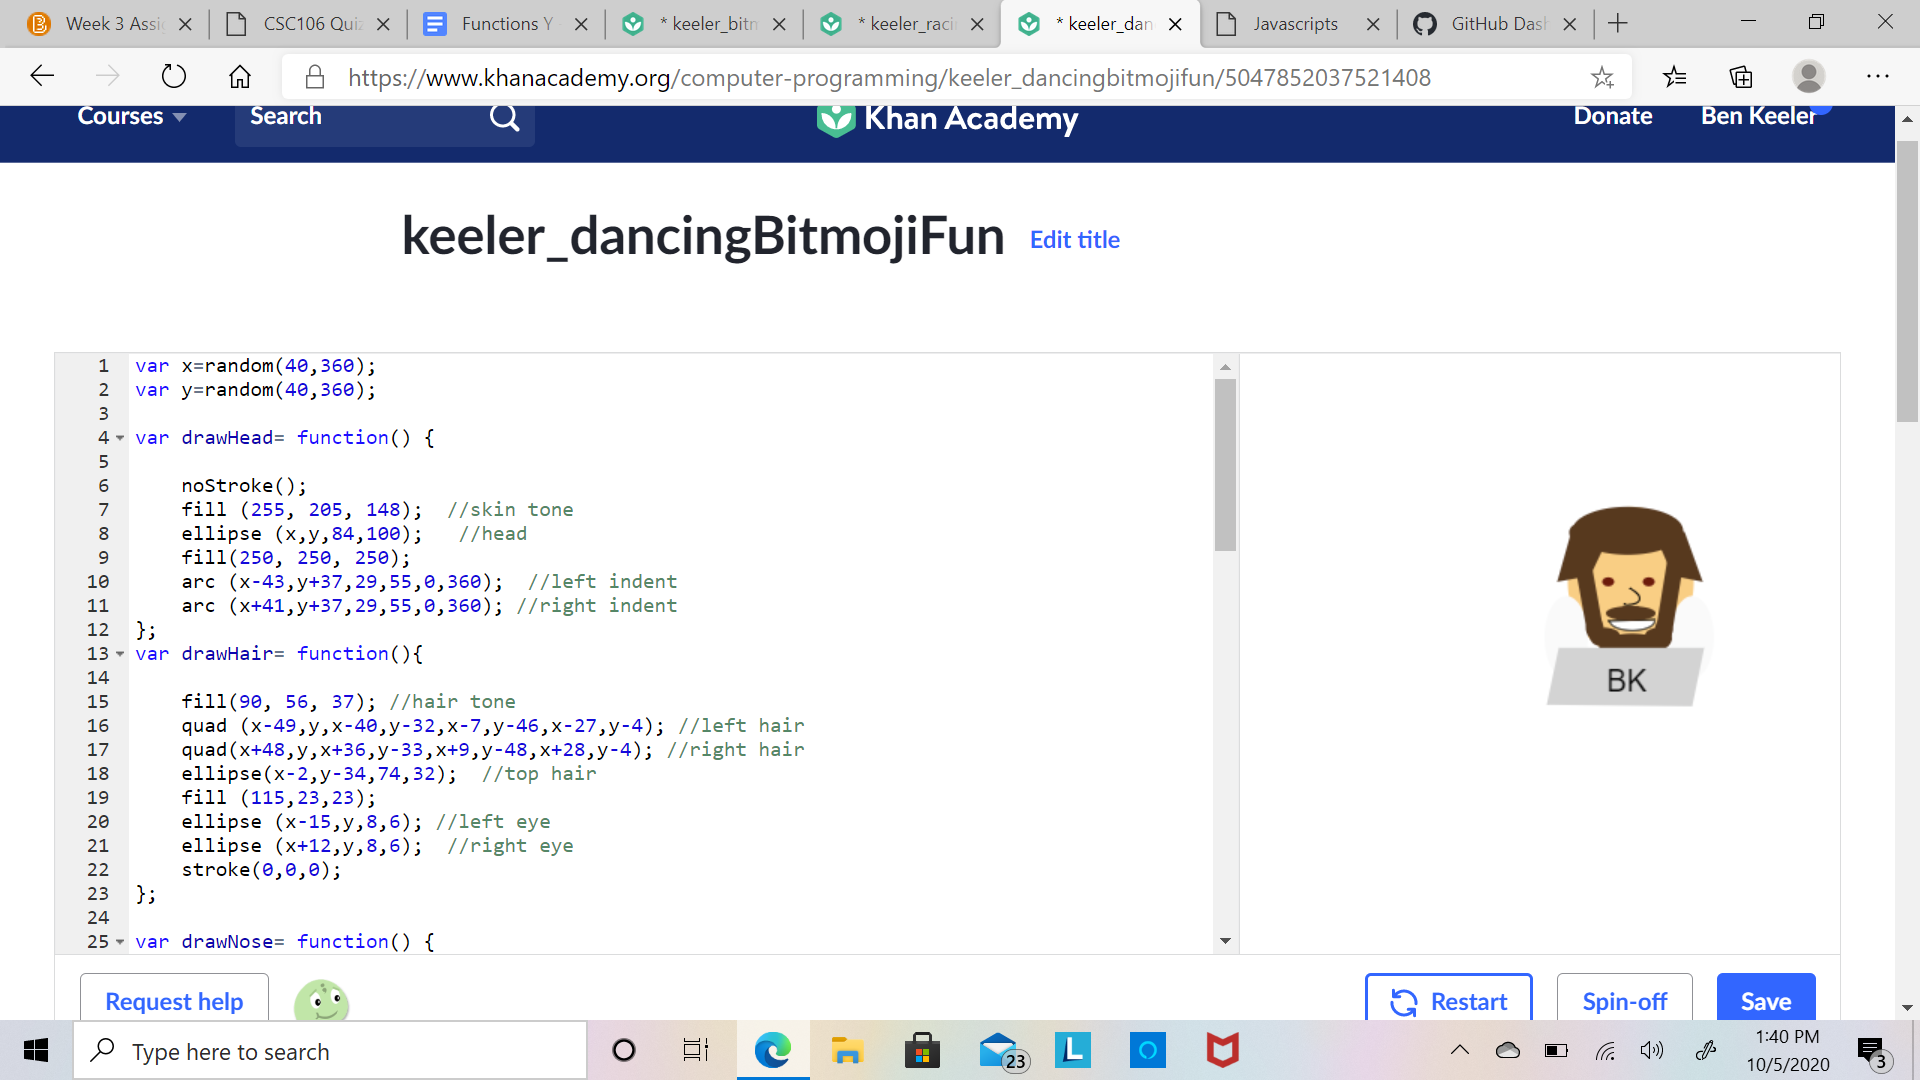 Week 3 Assi
CSC106 Quiz
Functions Y
* keeler_bitm
* keeler_raci
* keeler_dan
Javascripts
GitHub Dash
https://www.khanacademy.org/computer-programming/keeler_dancingbitmojifun/5047852037521408
Courses
Search
Khan Academy
Donate
Ben Keeler
keeler_dancingBitmojiFun
Edit title
1 var x=random(40,360);
2 var y=random(40,360);
3
4 var drawHead= function() {
5
6 noStroke();
7 fill (255, 205, 148); //skin tone
8 ellipse (x,y,84,100); //head
9 fill(250, 250, 250);
10 arc (x-43,y+37,29,55,0,360); //left indent
11 arc (x+41,y+37,29,55,0,360); //right indent
12 };
13 var drawHair= function(){
14
15 fill(90, 56, 37); //hair tone
16 quad (x-49,y,x-40,y-32,x-7,y-46,x-27,y-4); //left hair
17 quad(x+48,y,x+36,y-33,x+9,y-48,x+28,y-4); //right hair
18 ellipse(x-2,y-34,74,32); //top hair
19 fill (115,23,23);
20 ellipse (x-15,y,8,6); //left eye
21 ellipse (x+12,y,8,6); //right eye
22 stroke(0,0,0);
23 };
24
25 var drawNose= function() {
BK
Request help
Restart
Spin-off
Save
Type here to search
23
L
1:40 PM
10/5/2020
3